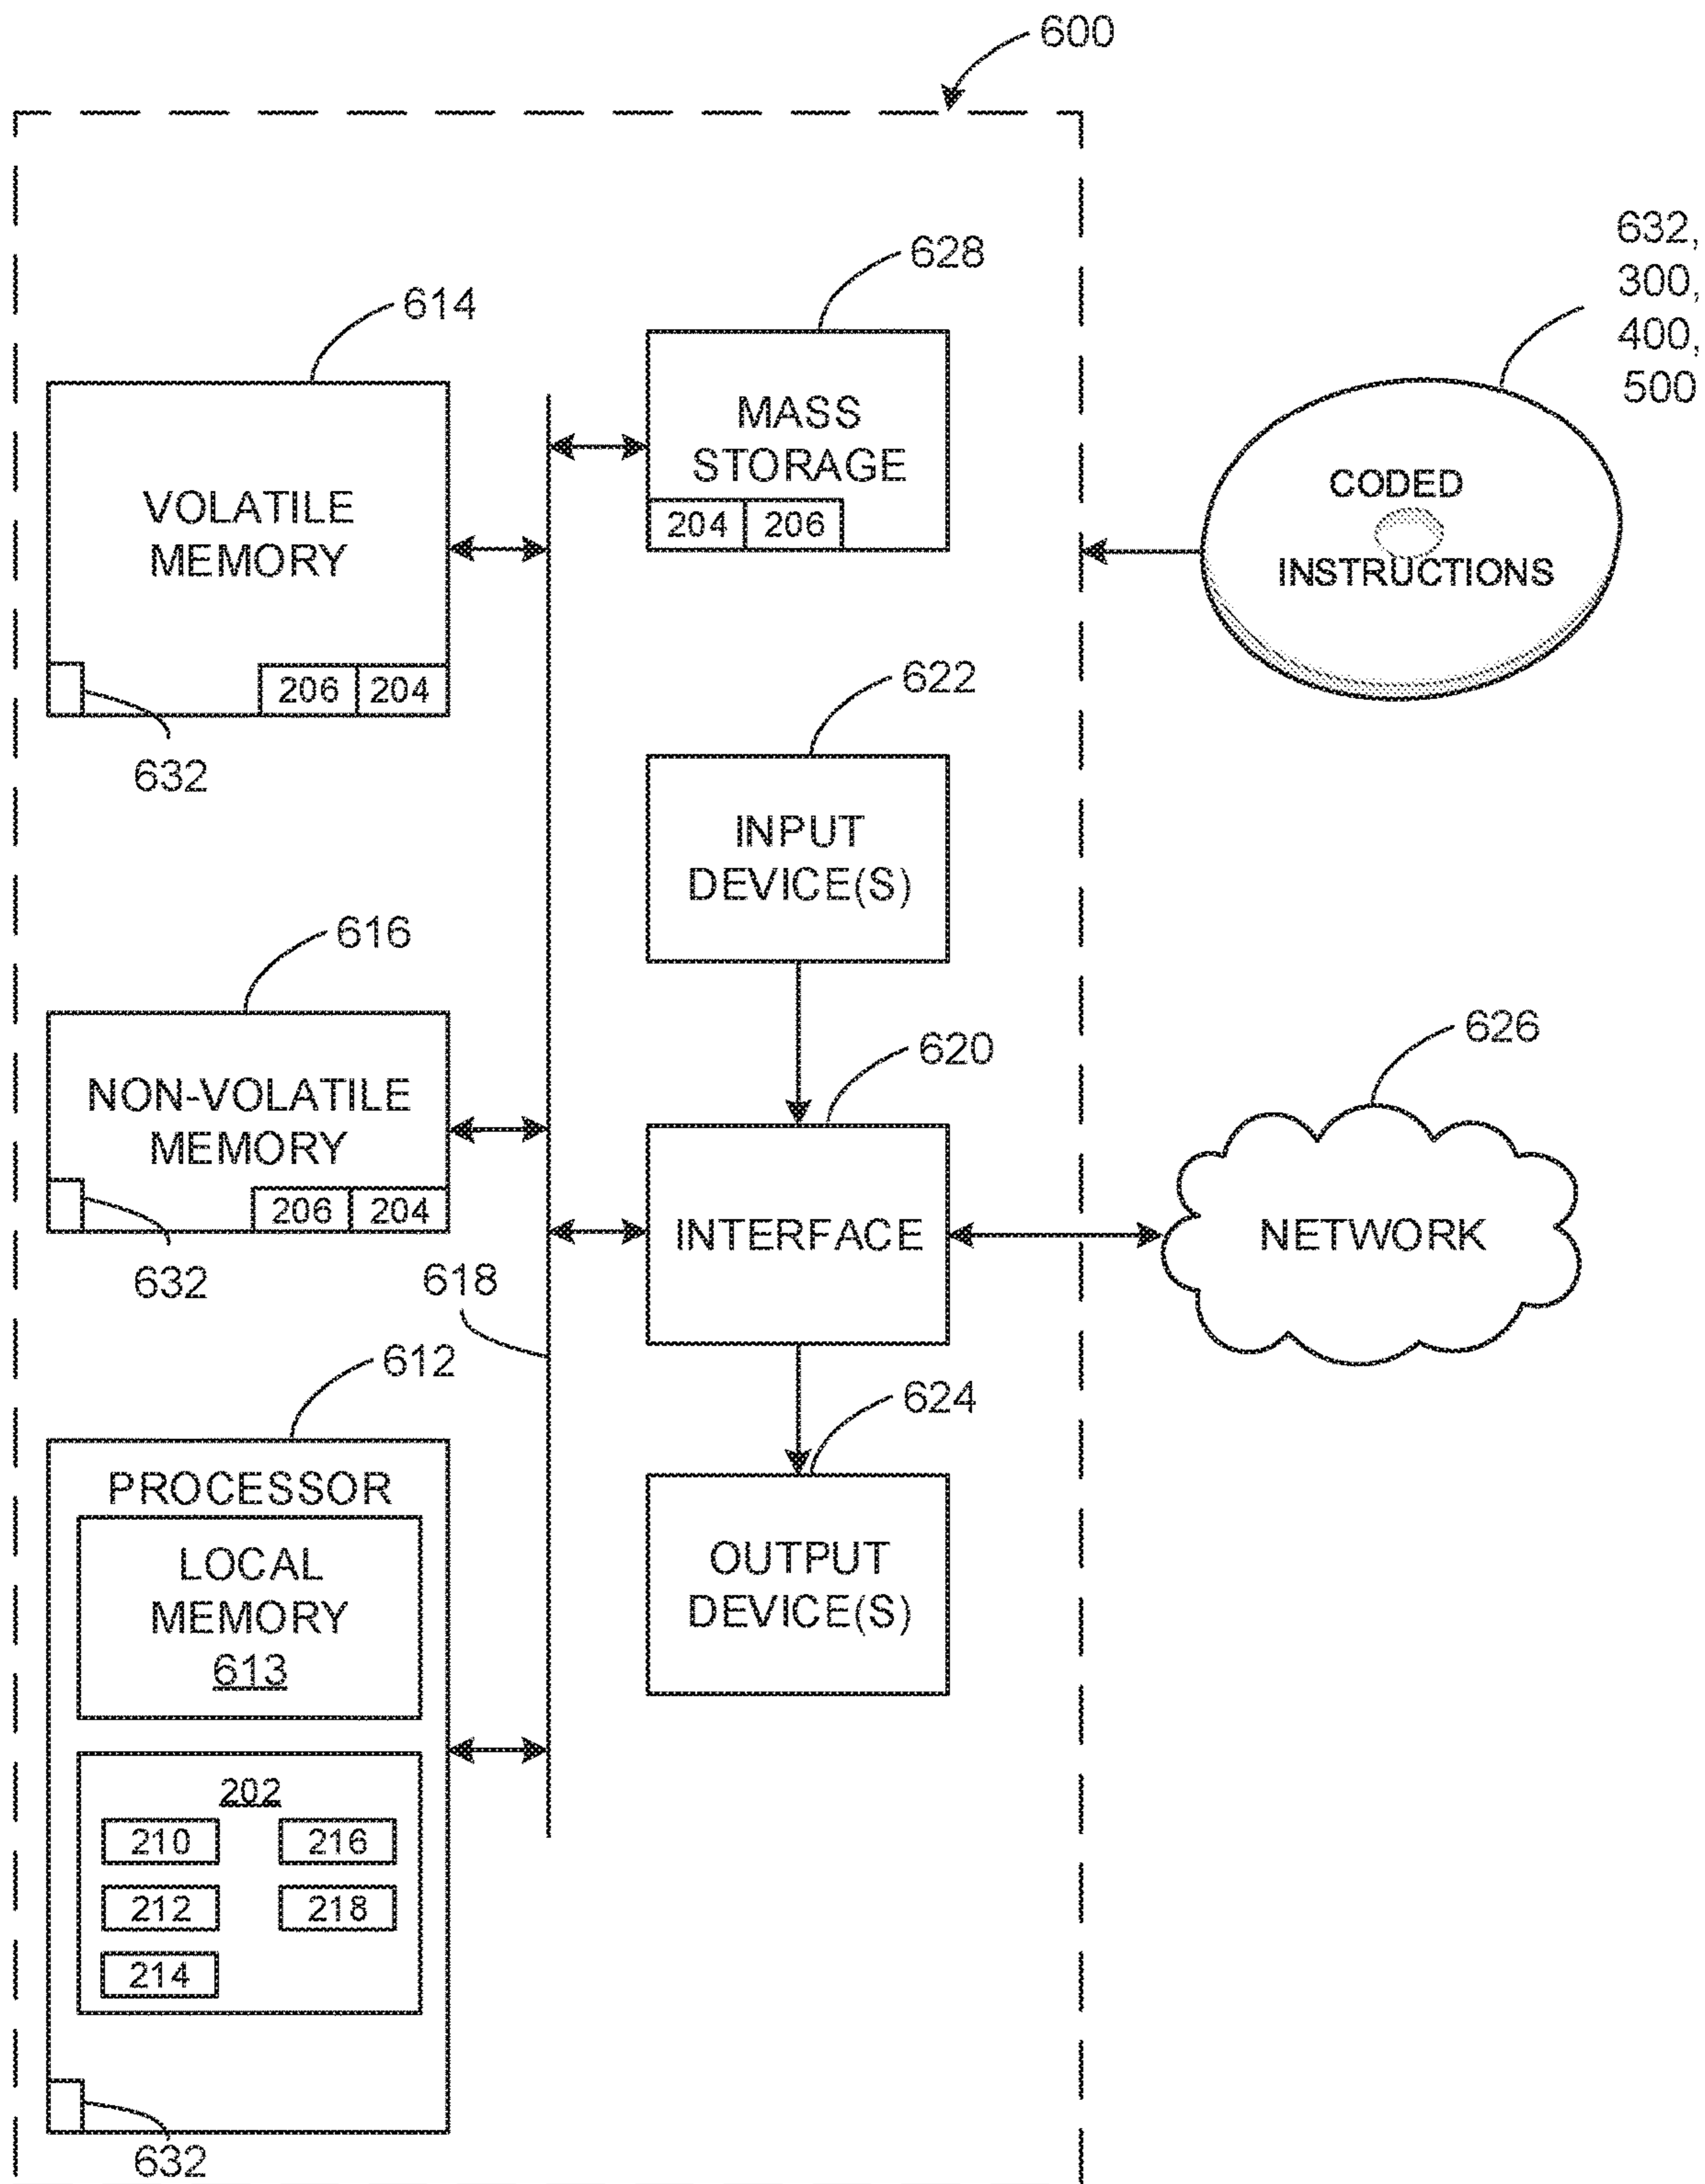 600
632,
300,
400,
500
628
614
MASS
STORAGE
204 206
VOLATILE
MEMORY
206 204
632
CODED
INSTRUCTIONS
622
INPUT
DEVICE(S)
616
NON-VOLATILE
MEMORY
206 204
632
620
INTERFACE
626
NETWORK
618
612
PROCESSOR
LOCAL
MEMORY
613
202
210 216
212 218
214
632
624
OUTPUT
DEVICE(S)